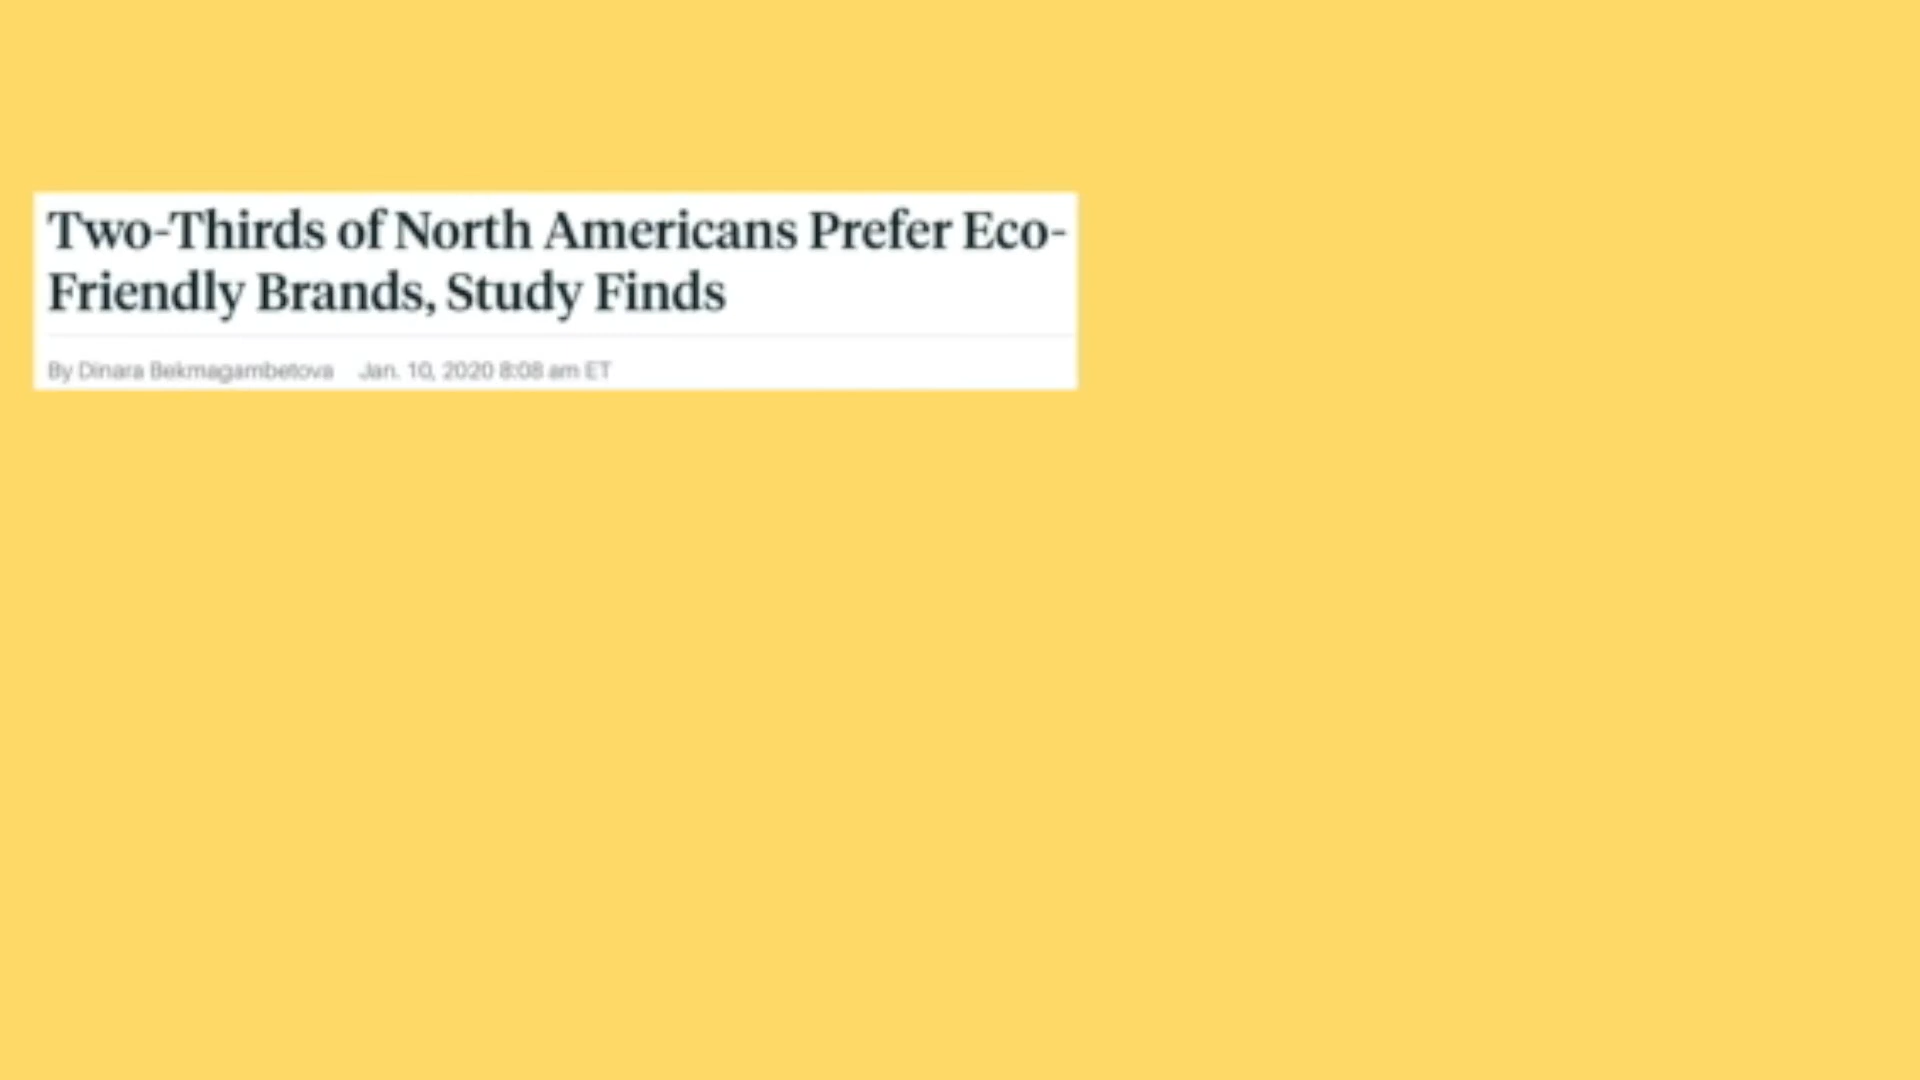 Two-Thirds of North Americans Prefer Eco-
Friendly Brands, Study Finds
By Dinara Bekmagambetova Jan. 10, 2020 8:08 am ET